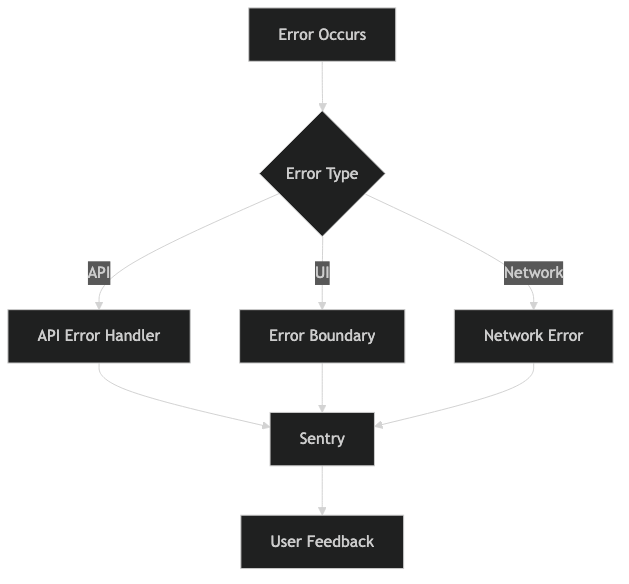 Error Occurs
Error Type
API
UI
Network
API Error Handler
Error Boundary
Network Error
Sentry
User Feedback